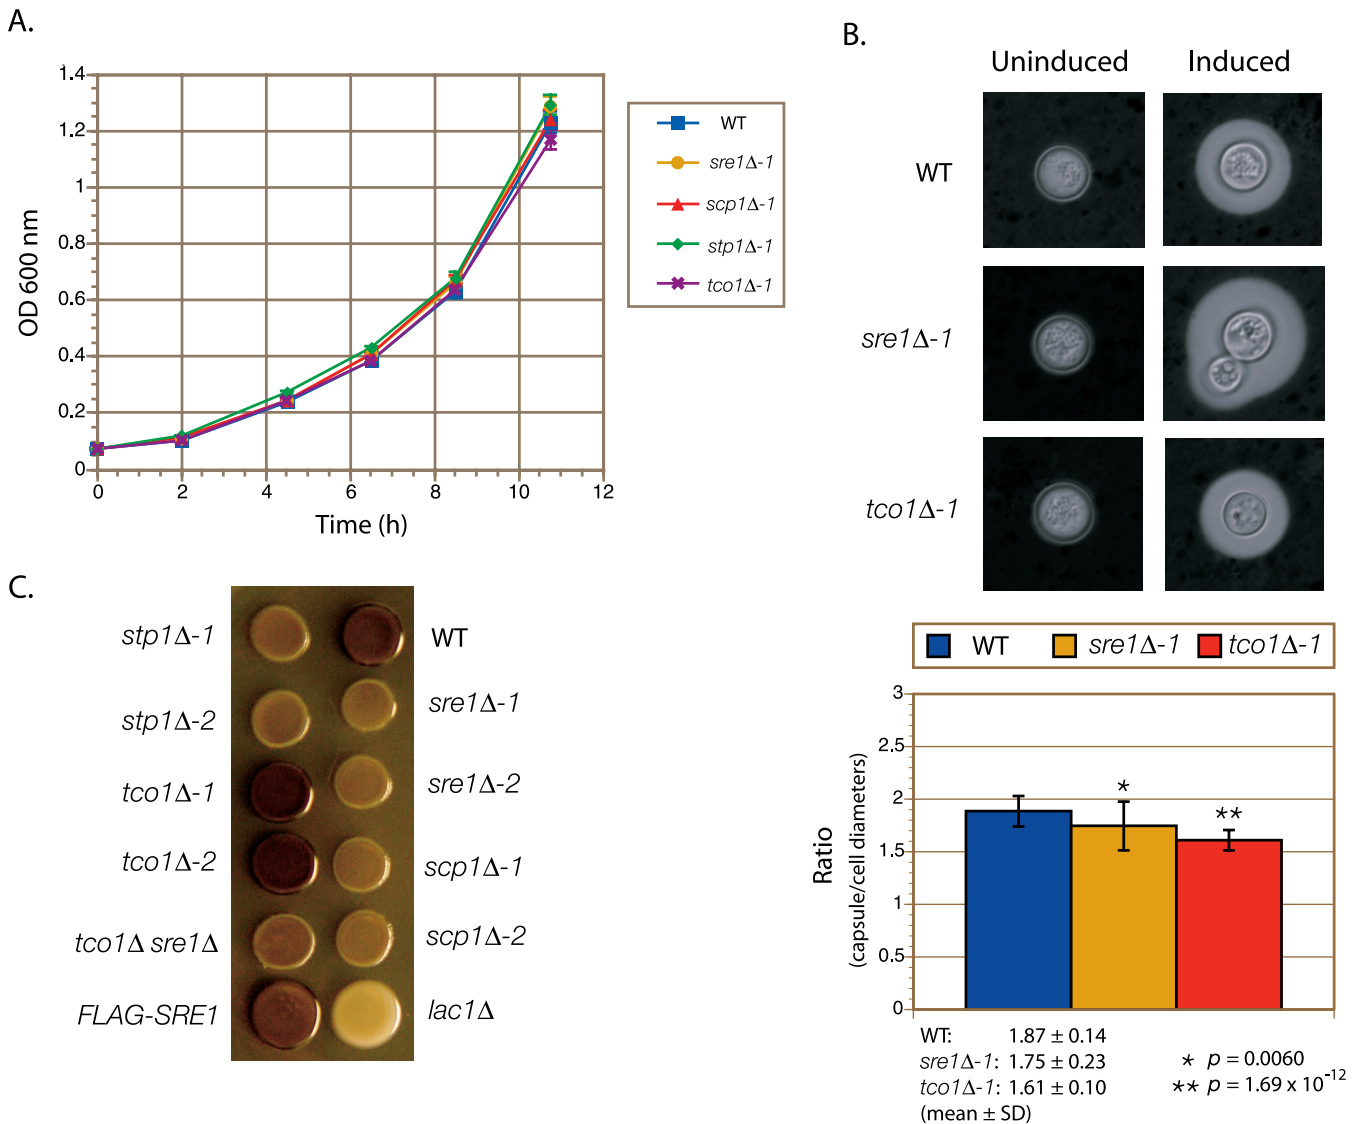 A.
1.4
1.2
1
0.8
0.6
0.4
0.2
0
0 2 4 6 8 10 12
OD 600 nm
Time (h)
WT
sre1Δ-1
scp1Δ-1
stp1Δ-1
tco1Δ-1
B.
Uninduced Induced
WT
sre1Δ-1
tco1Δ-1
WT sre1Δ-1 tco1Δ-1
3
2.5
2
1.5
1
0.5
0
Ratio
(capsule/cell diameters)
*
**
WT: 1.87 ± 0.14
sre1Δ-1: 1.75 ± 0.23 * p = 0.0060
tco1Δ-1: 1.61 ± 0.10 ** p = 1.69 x 10⁻¹²
(mean ± SD)
C.
stp1Δ-1 WT
stp1Δ-2 sre1Δ-1
tco1Δ-1 sre1Δ-2
tco1Δ-2 scp1Δ-1
tco1Δ sre1Δ scp1Δ-2
FLAG-SRE1 lac1Δ